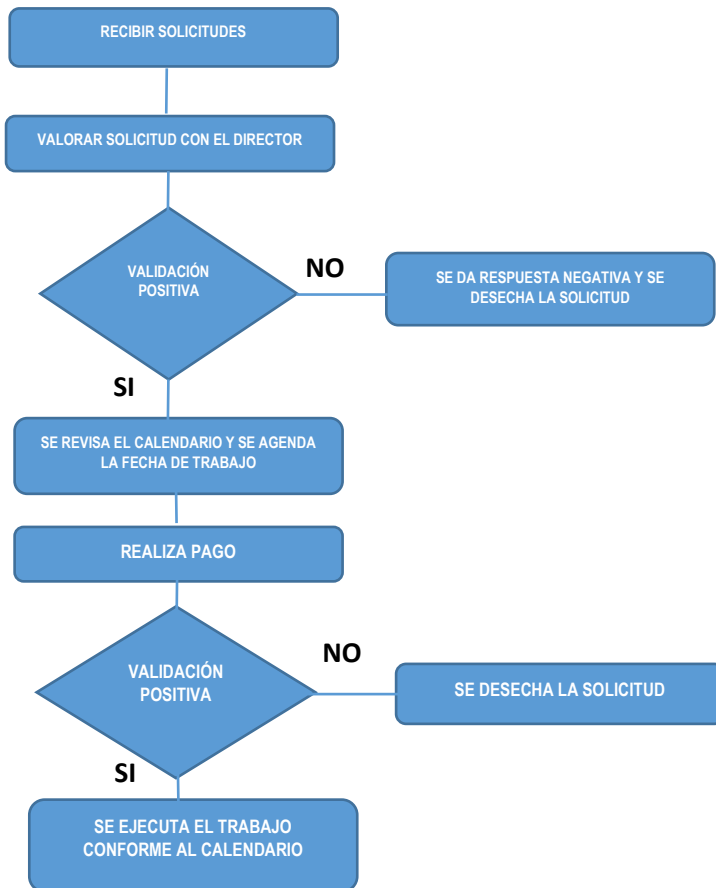 RECIBIR SOLICITUDES
VALORAR SOLICITUD CON EL DIRECTOR
VALIDACIÓN
POSITIVA
NO
SE DA RESPUESTA NEGATIVA Y SE
DESECHA LA SOLICITUD
SI
SE REVISA EL CALENDARIO Y SE AGENDA
LA FECHA DE TRABAJO
REALIZA PAGO
VALIDACIÓN
POSITIVA
NO
SE DESECHA LA SOLICITUD
SI
SE EJECUTA EL TRABAJO
CONFORME AL CALENDARIO